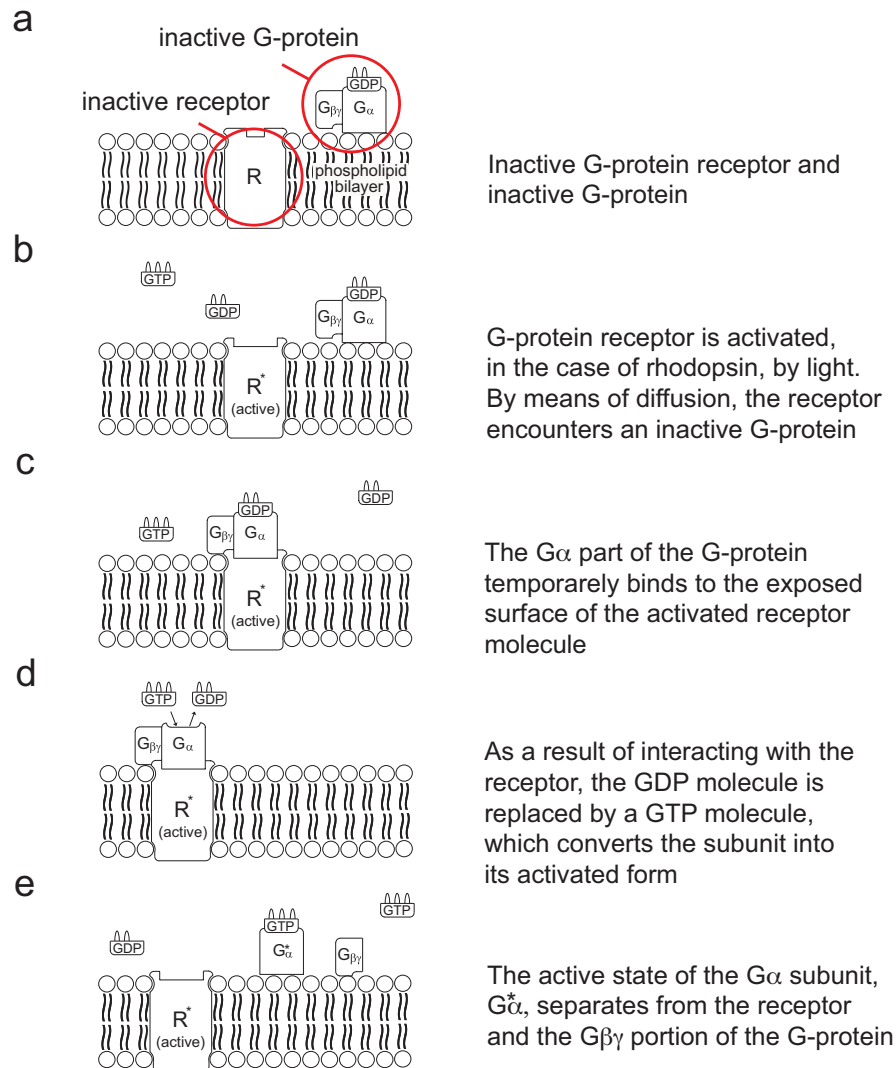 a
inactive G-protein
inactive receptor
GDP
Gβγ
Gα
R
phospholipid
bilayer
Inactive G-protein receptor and
inactive G-protein
b
GTP
GDP
GDP
Gβγ
Gα
R*
(active)
G-protein receptor is activated,
in the case of rhodopsin, by light.
By means of diffusion, the receptor
encounters an inactive G-protein
c
GTP
GDP
Gβγ
Gα
GDP
R*
(active)
The Gα part of the G-protein
temporarely binds to the exposed
surface of the activated receptor
molecule
d
GTP
GDP
Gβγ
Gα
R*
(active)
As a result of interacting with the
receptor, the GDP molecule is
replaced by a GTP molecule,
which converts the subunit into
its activated form
e
GDP
GTP
G*α
Gβγ
GTP
R*
(active)
The active state of the Gα subunit,
G*α, separates from the receptor
and the Gβγ portion of the G-protein